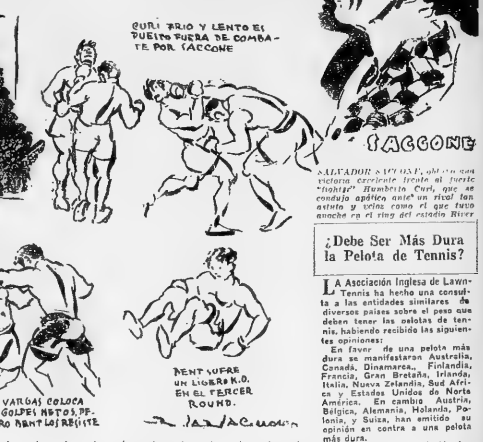 CURI FRIO Y LENTO ES
PUESTO FUERA DE COMBA-
TE POR SACCONE
SACCONE
SALVADOR SACCONE, una
victoria excelente frente al fuerte
"fighter" Humberto Curi, que se
condujo apático ante un rival tan
astuto y veloz como el que tuvo
anoche en el ring del estadio River
¿Debe Ser Más Dura
la Pelota de Tennis?
LA Asociación Inglesa de Lawn-
Tennis ha hecho una consul-
ta a las entidades similares de
diversos países sobre el peso que
deben tener las pelotas de ten-
nis, habiendo recibido las siguien-
tes opiniones:
En favor de una pelota más
dura se manifestaron Australia,
Canadá, Dinamarca,, Finlandia,
Francia, Gran Bretaña, Irlanda,
Italia, Nueva Zelandia, Sud Afri-
ca y Estados Unidos de Norte
América. En cambio Austria,
Bélgica, Alemania, Holanda, Po-
lonia, y Suiza, han emitido su
opinión en contra a una pelota
más dura.
VARGAS COLOCA
GOLPES NETOS, PE-
RO BENT LOS RESISTE
BENT SUFRE
UN LIGERO K.O.
EN EL TERCER
ROUND.